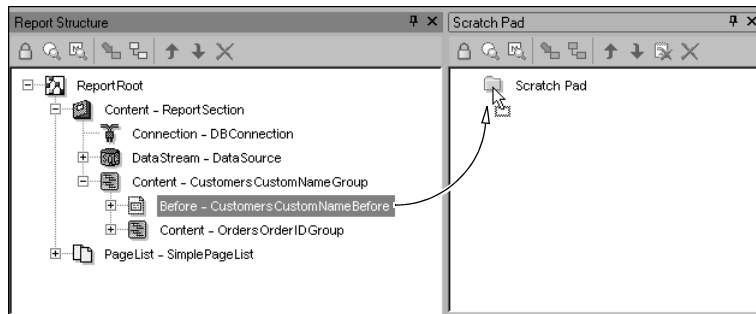 Report Structure
Scratch Pad
ReportRoot
Content – ReportSection
Connection – DBConnection
DataStream – DataSource
Content – CustomersCustomNameGroup
Before – CustomersCustomNameBefore
Content – OrdersOrderIDGroup
PageList – SimplePageList
Scratch Pad